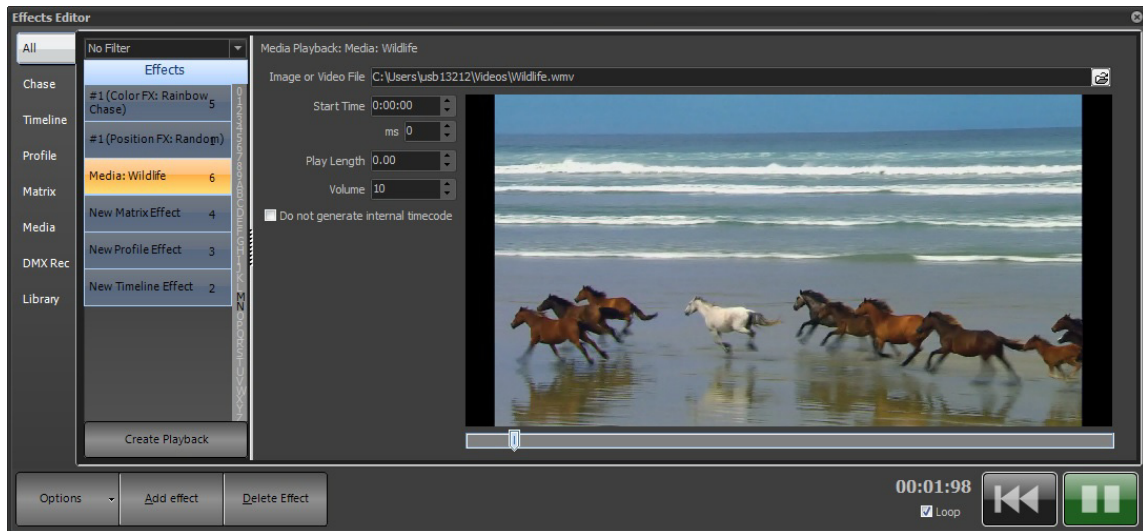 Effects Editor
All
Chase
Timeline
Profile
Matrix
Media
DMX Rec
Library
No Filter
Effects
#1 (Color FX: Rainbow
Chase) 5
#1 (Position FX: Random)
Media: Wildlife 6
New Matrix Effect 4
New Profile Effect 3
New Timeline Effect 2
Create Playback
Media Playback: Media: Wildlife
Image or Video File C:\Users\usb13212\Videos\Wildlife.wmv
Start Time 0:00:00
ms 0
Play Length 0.00
Volume 10
Do not generate internal timecode
Options
Add effect
Delete Effect
00:01:98
Loop